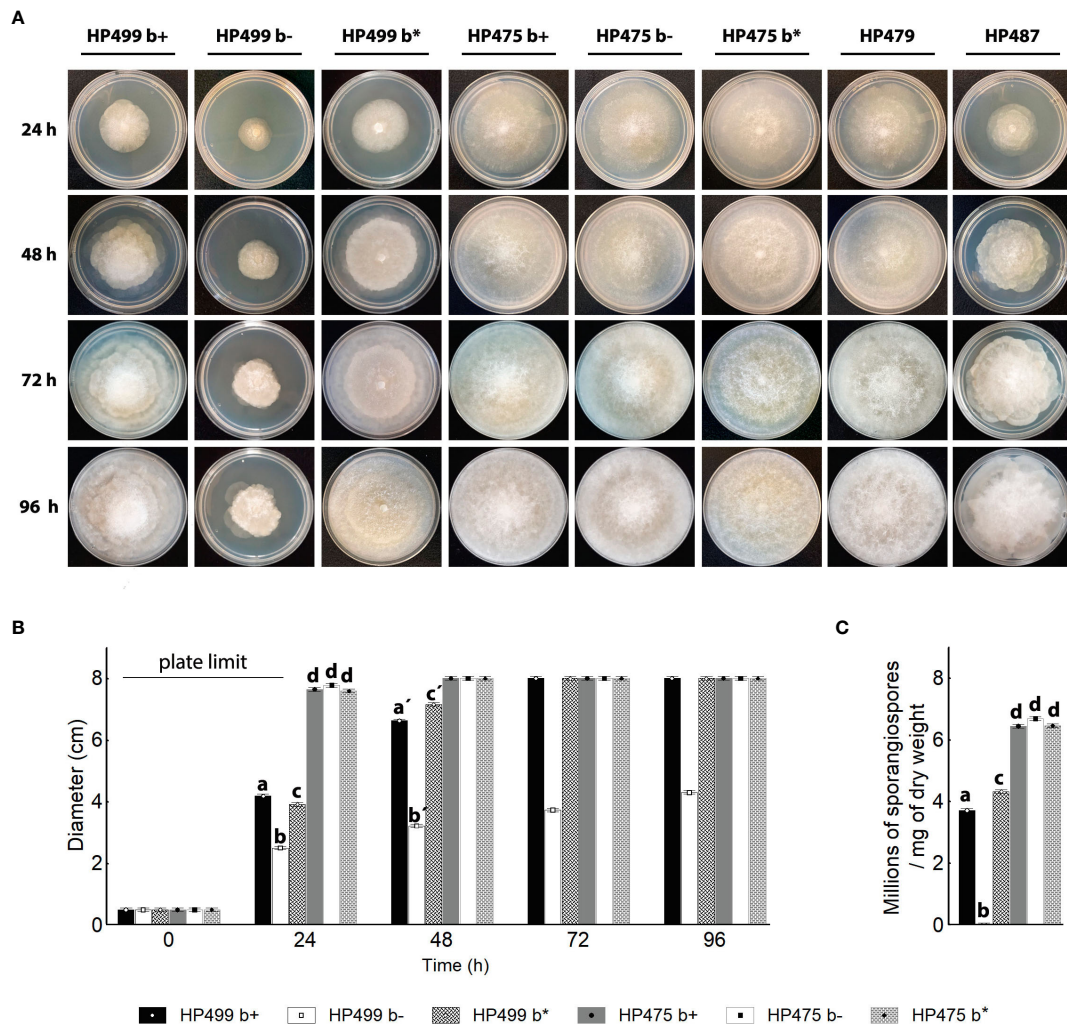 A
HP499 b+ HP499 b- HP499 b* HP475 b+ HP475 b- HP475 b* HP479 HP487
24 h
48 h
72 h
96 h
B
plate limit
Diameter (cm)
8
6
4
2
0
a b c d d d
a´ b´ c´
0 24 48 72 96
Time (h)
C
Millions of sporangiospores
/ mg of dry weight
8
6
4
2
0
a b c d d d
HP499 b+ HP499 b- HP499 b* HP475 b+ HP475 b- HP475 b*